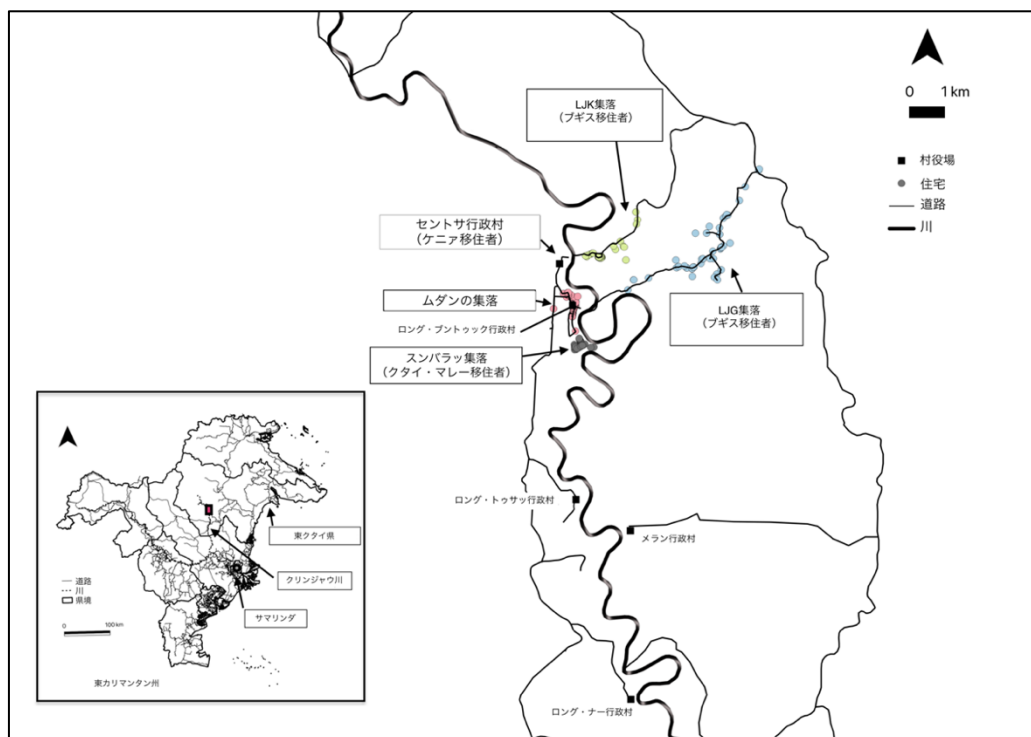 LJK集落
(ブギス移住者)
0 1km
村役場
住宅
道路
川
セントサ行政村
(ケニァ移住者)
ムダンの集落
ロング・ブントゥック行政村
LJG集落
(ブギス移住者)
スンバラッ集落
(クタイ・マレー移住者)
ロング・トゥサッ行政村
メラン行政村
ロング・ナー行政村
東クタイ県
クリンジャウ川
サマリンダ
道路
川
県境
0 100km
東カリマンタン州